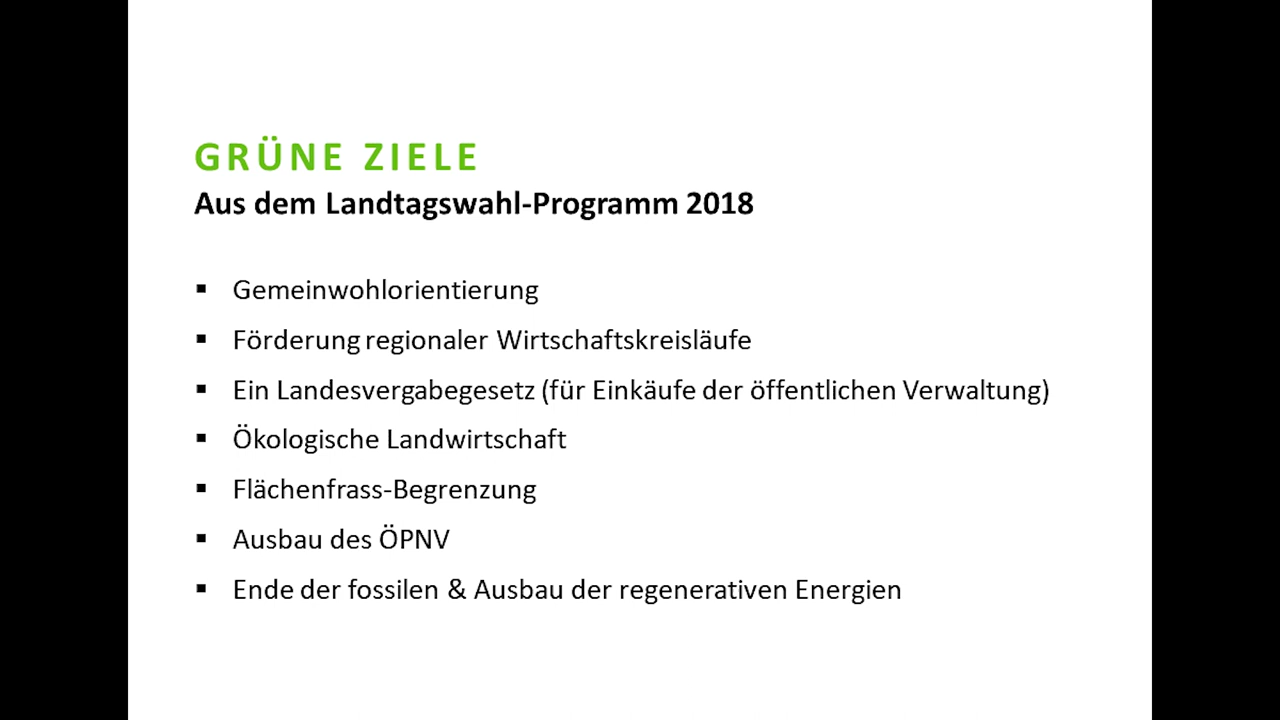 GRÜNE ZIELE
Aus dem Landtagswahl-Programm 2018
▪ Gemeinwohlorientierung
▪ Förderung regionaler Wirtschaftskreisläufe
▪ Ein Landesvergabegesetz (für Einkäufe der öffentlichen Verwaltung)
▪ Ökologische Landwirtschaft
▪ Flächenfrass-Begrenzung
▪ Ausbau des ÖPNV
▪ Ende der fossilen & Ausbau der regenerativen Energien